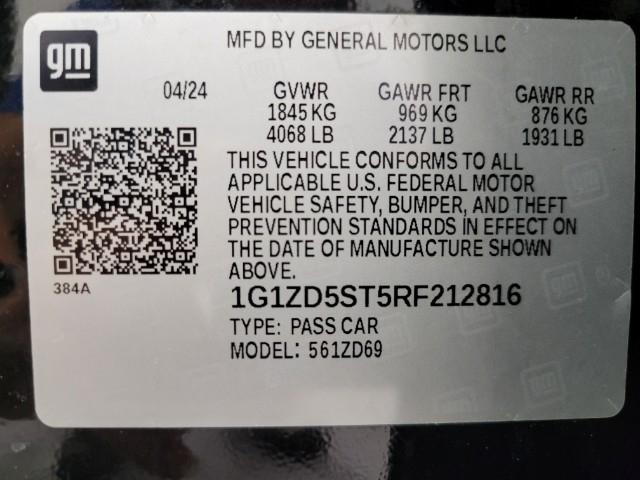 gm
MFD BY GENERAL MOTORS LLC
04/24 GVWR GAWR FRT GAWR RR
1845 KG 969 KG 876 KG
4068 LB 2137 LB 1931 LB
THIS VEHICLE CONFORMS TO ALL
APPLICABLE U.S. FEDERAL MOTOR
VEHICLE SAFETY, BUMPER, AND THEFT
PREVENTION STANDARDS IN EFFECT ON
THE DATE OF MANUFACTURE SHOWN
ABOVE.
384A
1G1ZD5ST5RF212816
TYPE: PASS CAR
MODEL: 561ZD69